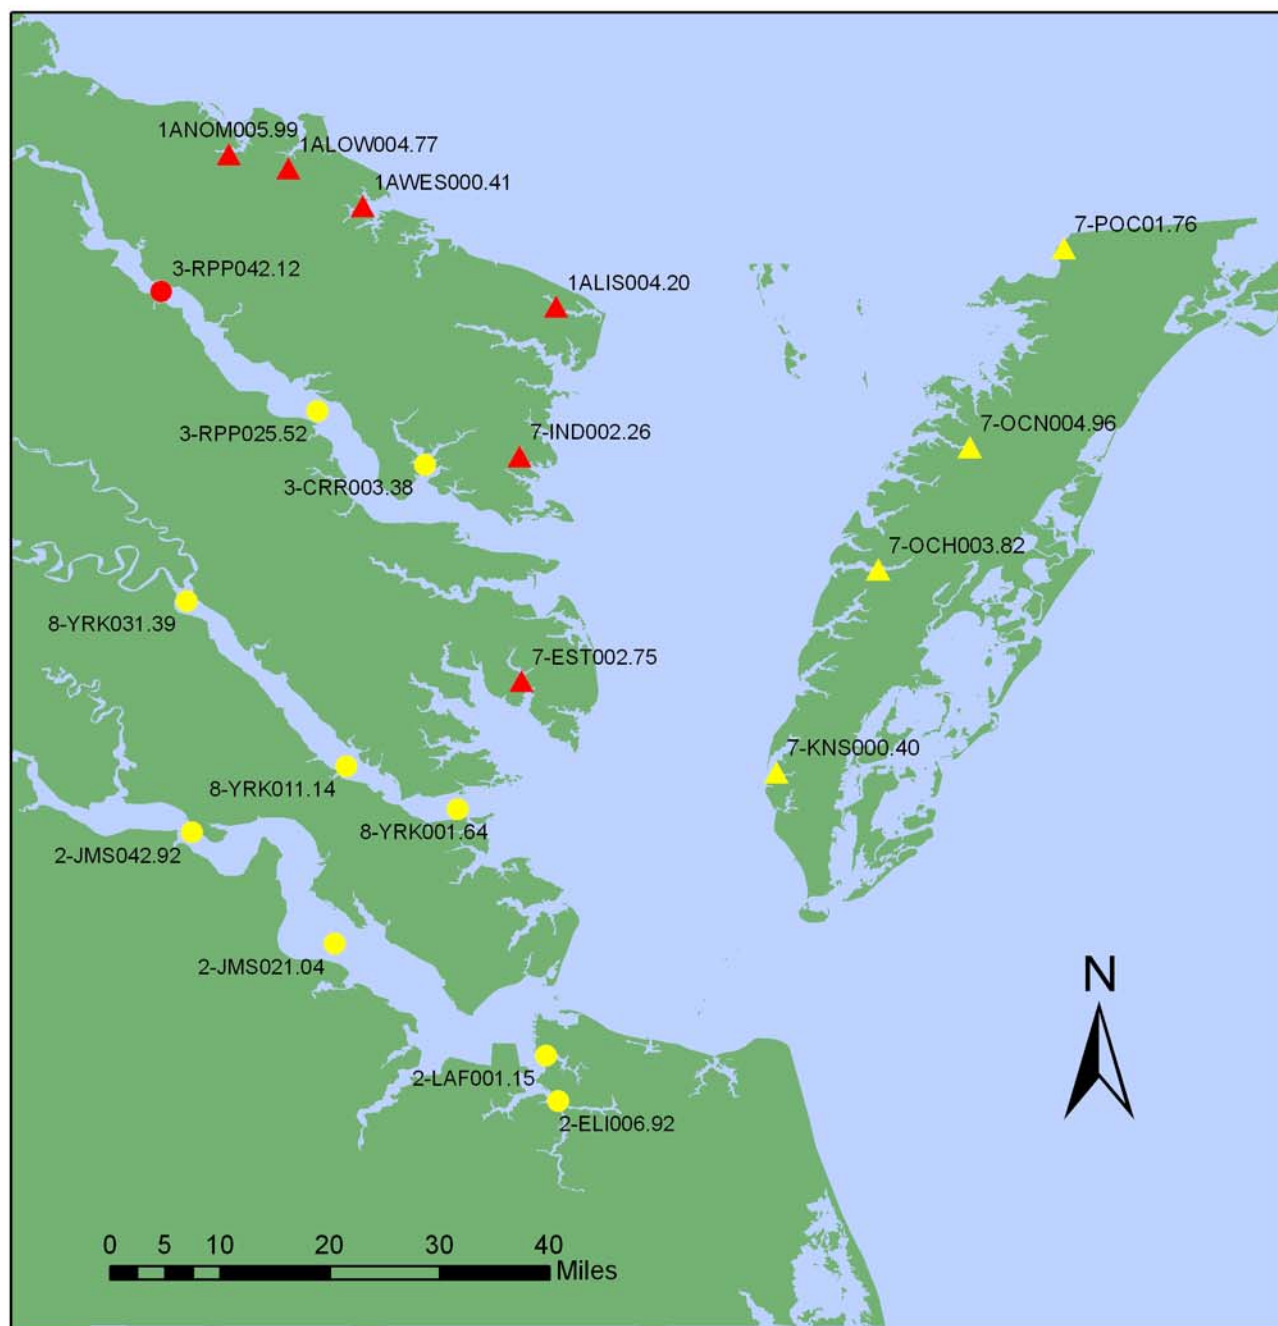 1ANOM005.99
1ALOW004.77
1AWES000.41
7-POC01.76
3-RPP042.12
1ALIS004.20
3-RPP025.52
7-IND002.26
7-OCN004.96
3-CRR003.38
7-OCH003.82
8-YRK031.39
7-EST002.75
7-KNS000.40
8-YRK011.14
8-YRK001.64
2-JMS042.92
2-JMS021.04
N
2-LAF001.15
2-ELI006.92
0 5 10 20 30 40
Miles